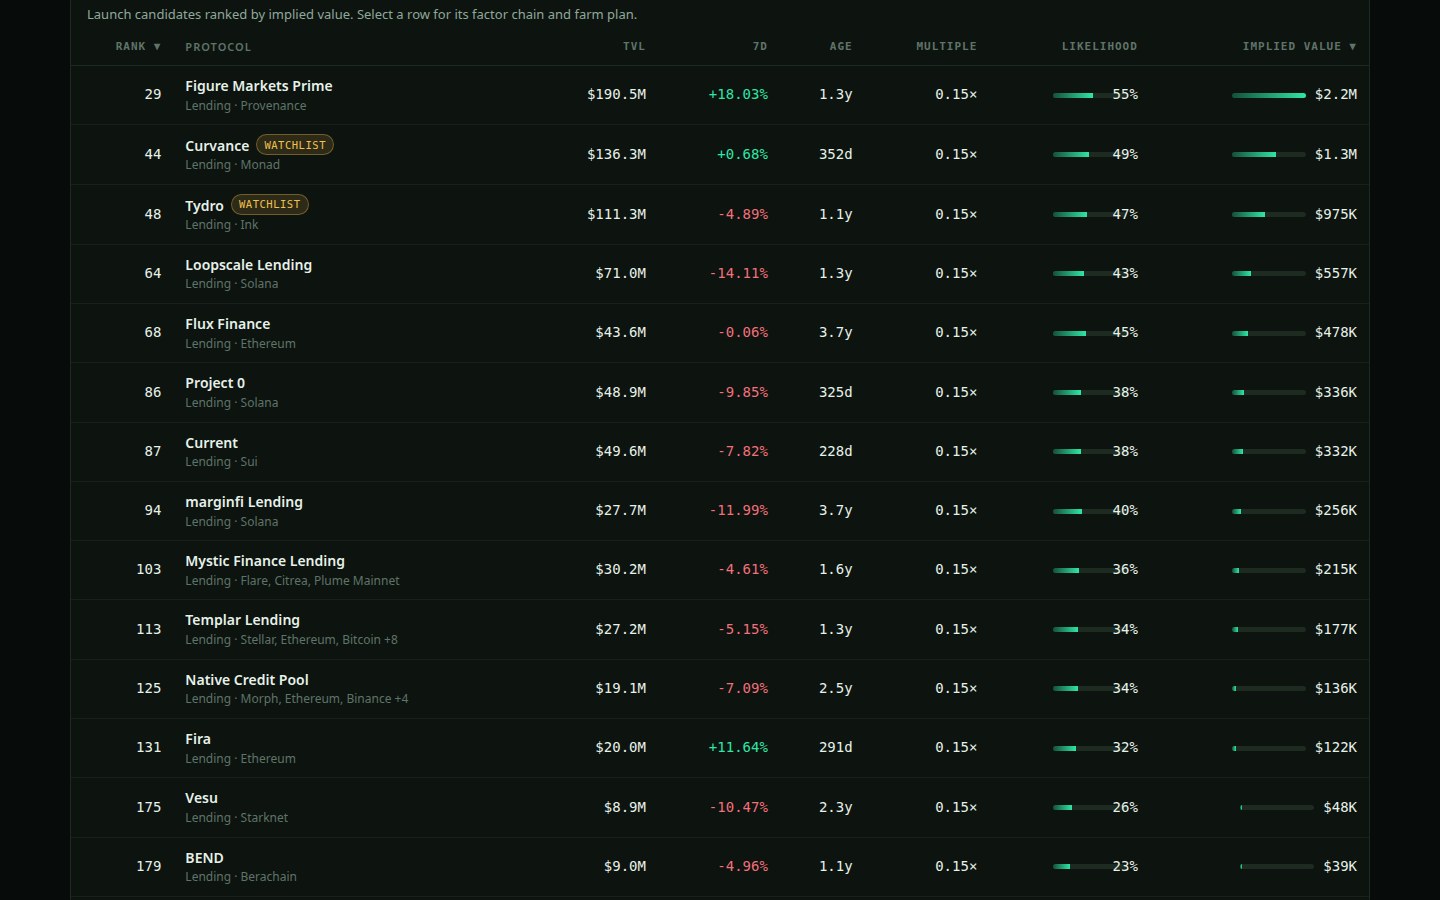 Launch candidates ranked by implied value. Select a row for its factor chain and farm plan.
RANK ▼ PROTOCOL TVL 7D AGE MULTIPLE LIKELIHOOD IMPLIED VALUE ▼
29 Figure Markets Prime $190.5M +18.03% 1.3y 0.15× 55% $2.2M
Lending · Provenance
44 Curvance WATCHLIST $136.3M +0.68% 352d 0.15× 49% $1.3M
Lending · Monad
48 Tydro WATCHLIST $111.3M -4.89% 1.1y 0.15× 47% $975K
Lending · Ink
64 Loopscale Lending $71.0M -14.11% 1.3y 0.15× 43% $557K
Lending · Solana
68 Flux Finance $43.6M -0.06% 3.7y 0.15× 45% $478K
Lending · Ethereum
86 Project 0 $48.9M -9.85% 325d 0.15× 38% $336K
Lending · Solana
87 Current $49.6M -7.82% 228d 0.15× 38% $332K
Lending · Sui
94 marginfi Lending $27.7M -11.99% 3.7y 0.15× 40% $256K
Lending · Solana
103 Mystic Finance Lending $30.2M -4.61% 1.6y 0.15× 36% $215K
Lending · Flare, Citrea, Plume Mainnet
113 Templar Lending $27.2M -5.15% 1.3y 0.15× 34% $177K
Lending · Stellar, Ethereum, Bitcoin +8
125 Native Credit Pool $19.1M -7.09% 2.5y 0.15× 34% $136K
Lending · Morph, Ethereum, Binance +4
131 Fira $20.0M +11.64% 291d 0.15× 32% $122K
Lending · Ethereum
175 Vesu $8.9M -10.47% 2.3y 0.15× 26% $48K
Lending · Starknet
179 BEND $9.0M -4.96% 1.1y 0.15× 23% $39K
Lending · Berachain